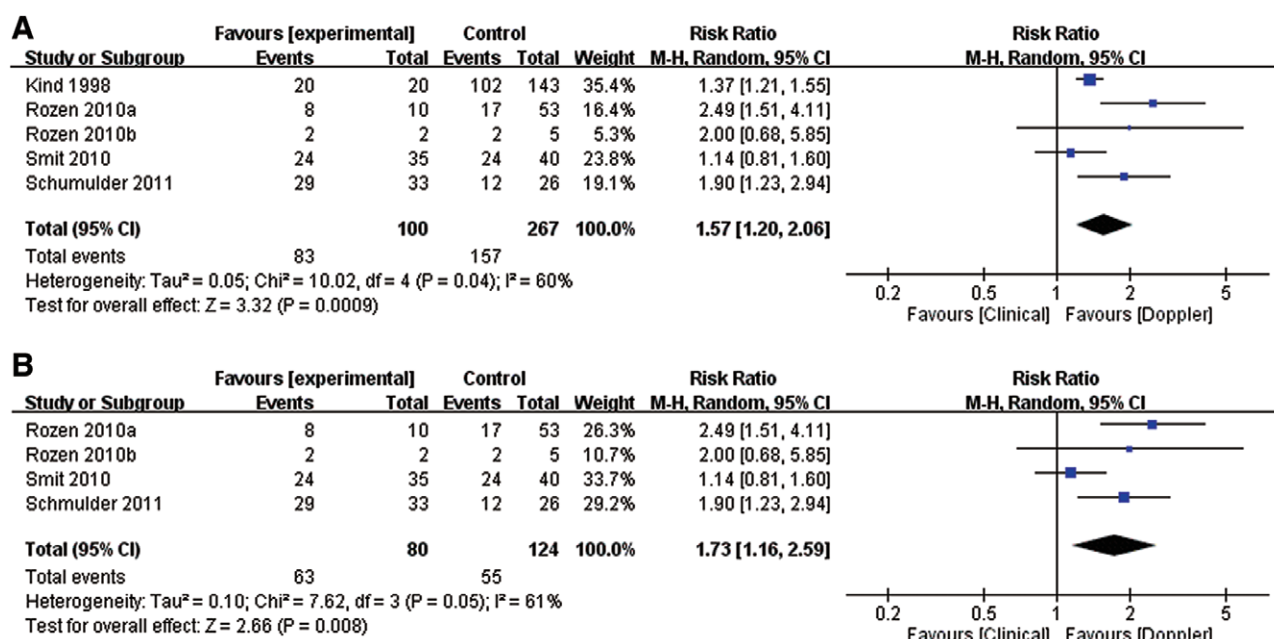 A
Favours [experimental] Control Risk Ratio Risk Ratio
Study or Subgroup Events Total Events Total Weight M-H, Random, 95% CI M-H, Random, 95% CI
Kind 1998 20 20 102 143 35.4% 1.37 [1.21, 1.55]
Rozen 2010a 8 10 17 53 16.4% 2.49 [1.51, 4.11]
Rozen 2010b 2 2 2 5 5.3% 2.00 [0.68, 5.85]
Smit 2010 24 35 24 40 23.8% 1.14 [0.81, 1.60]
Schumulder 2011 29 33 12 26 19.1% 1.90 [1.23, 2.94]
Total (95% CI) 100 267 100.0% 1.57 [1.20, 2.06]
Total events 83 157
Heterogeneity: Tau² = 0.05; Chi² = 10.02, df = 4 (P = 0.04); I² = 60%
Test for overall effect: Z = 3.32 (P = 0.0009)
0.2 0.5 1 2 5
Favours [Clinical] Favours [Doppler]
B
Favours [experimental] Control Risk Ratio Risk Ratio
Study or Subgroup Events Total Events Total Weight M-H, Random, 95% CI M-H, Random, 95% CI
Rozen 2010a 8 10 17 53 26.3% 2.49 [1.51, 4.11]
Rozen 2010b 2 2 2 5 10.7% 2.00 [0.68, 5.85]
Smit 2010 24 35 24 40 33.7% 1.14 [0.81, 1.60]
Schmulder 2011 29 33 12 26 29.2% 1.90 [1.23, 2.94]
Total (95% CI) 80 124 100.0% 1.73 [1.16, 2.59]
Total events 63 55
Heterogeneity: Tau² = 0.10; Chi² = 7.62, df = 3 (P = 0.05); I² = 61%
Test for overall effect: Z = 2.66 (P = 0.008)
0.2 0.5 1 2 5
Favours [Clinical] Favours [Doppler]